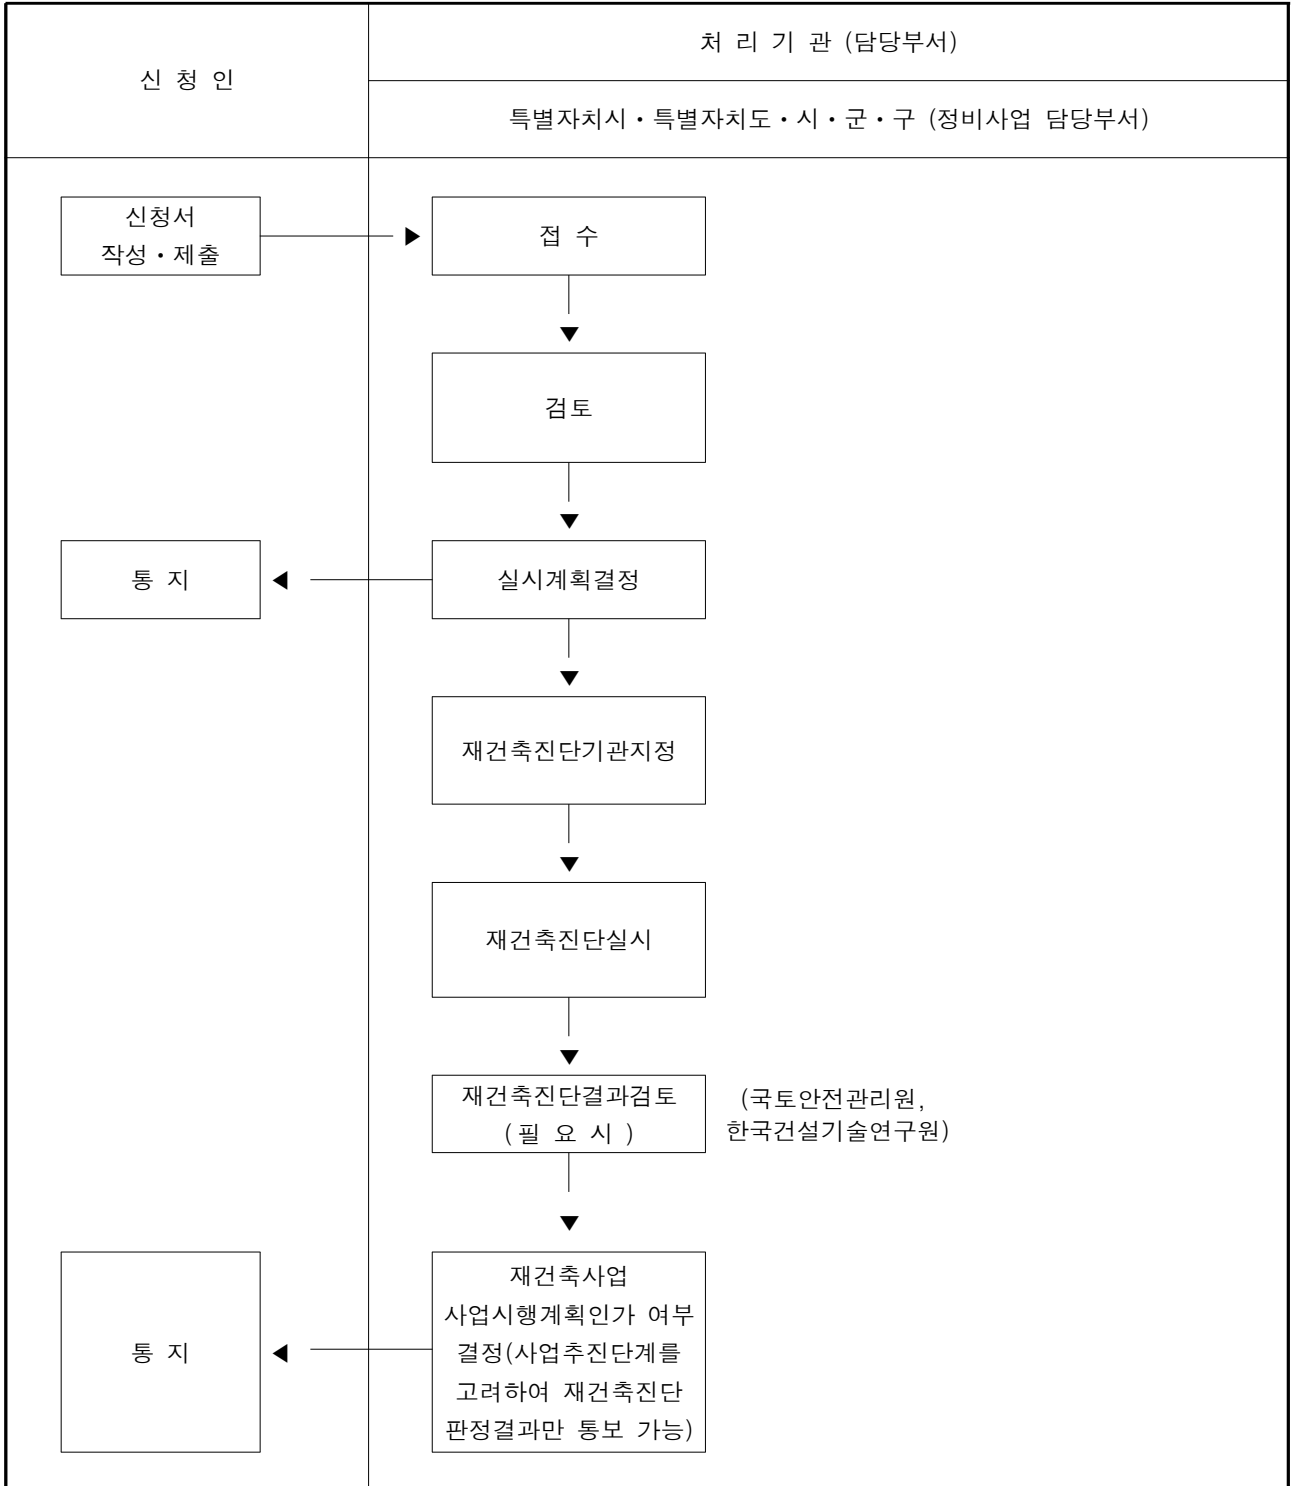 신 청 인
처 리 기 관 (담당부서)
특별자치시・특별자치도・시・군・구 (정비사업 담당부서)
신청서
작성・제출
접 수
검토
통 지
실시계획결정
재건축진단기관지정
재건축진단실시
재건축진단결과검토
(필 요 시)
(국토안전관리원,
한국건설기술연구원)
통 지
재건축사업
사업시행계획인가 여부
결정(사업추진단계를
고려하여 재건축진단
판정결과만 통보 가능)